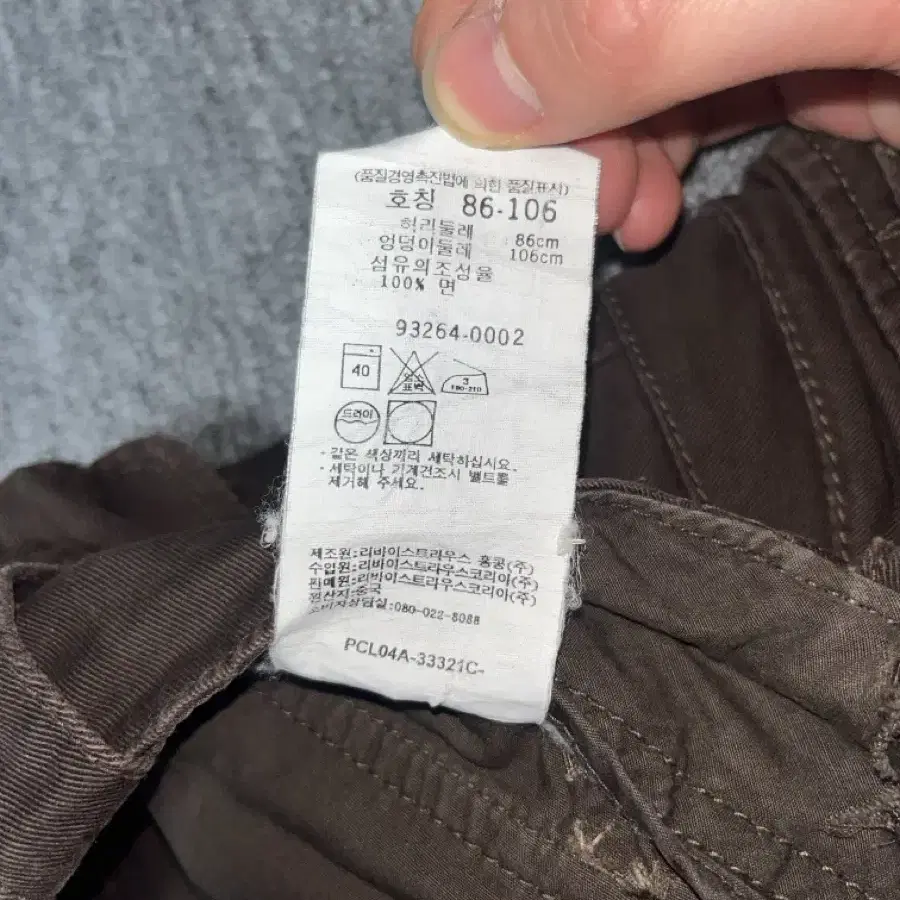 (품질경영촉진법에 의한 품질표시)
호칭 86-106
허리둘레 : 86cm
엉덩이둘레 106cm
섬유의조성율
100% 면
93264-0002
40
염소 표백
3
180-210
드라이
· 같은 색상끼리 세탁하십시요.
· 세탁이나 기계건조시 벨트를
제거해 주세요.
제조원:리바이스트라우스 홍콩(주)
수입원:리바이스트라우스코리아(주)
판매원:리바이스트라우스코리아(주)
원산지:중국
소비자상담실:080-022-8088
PCL04A-33321C-